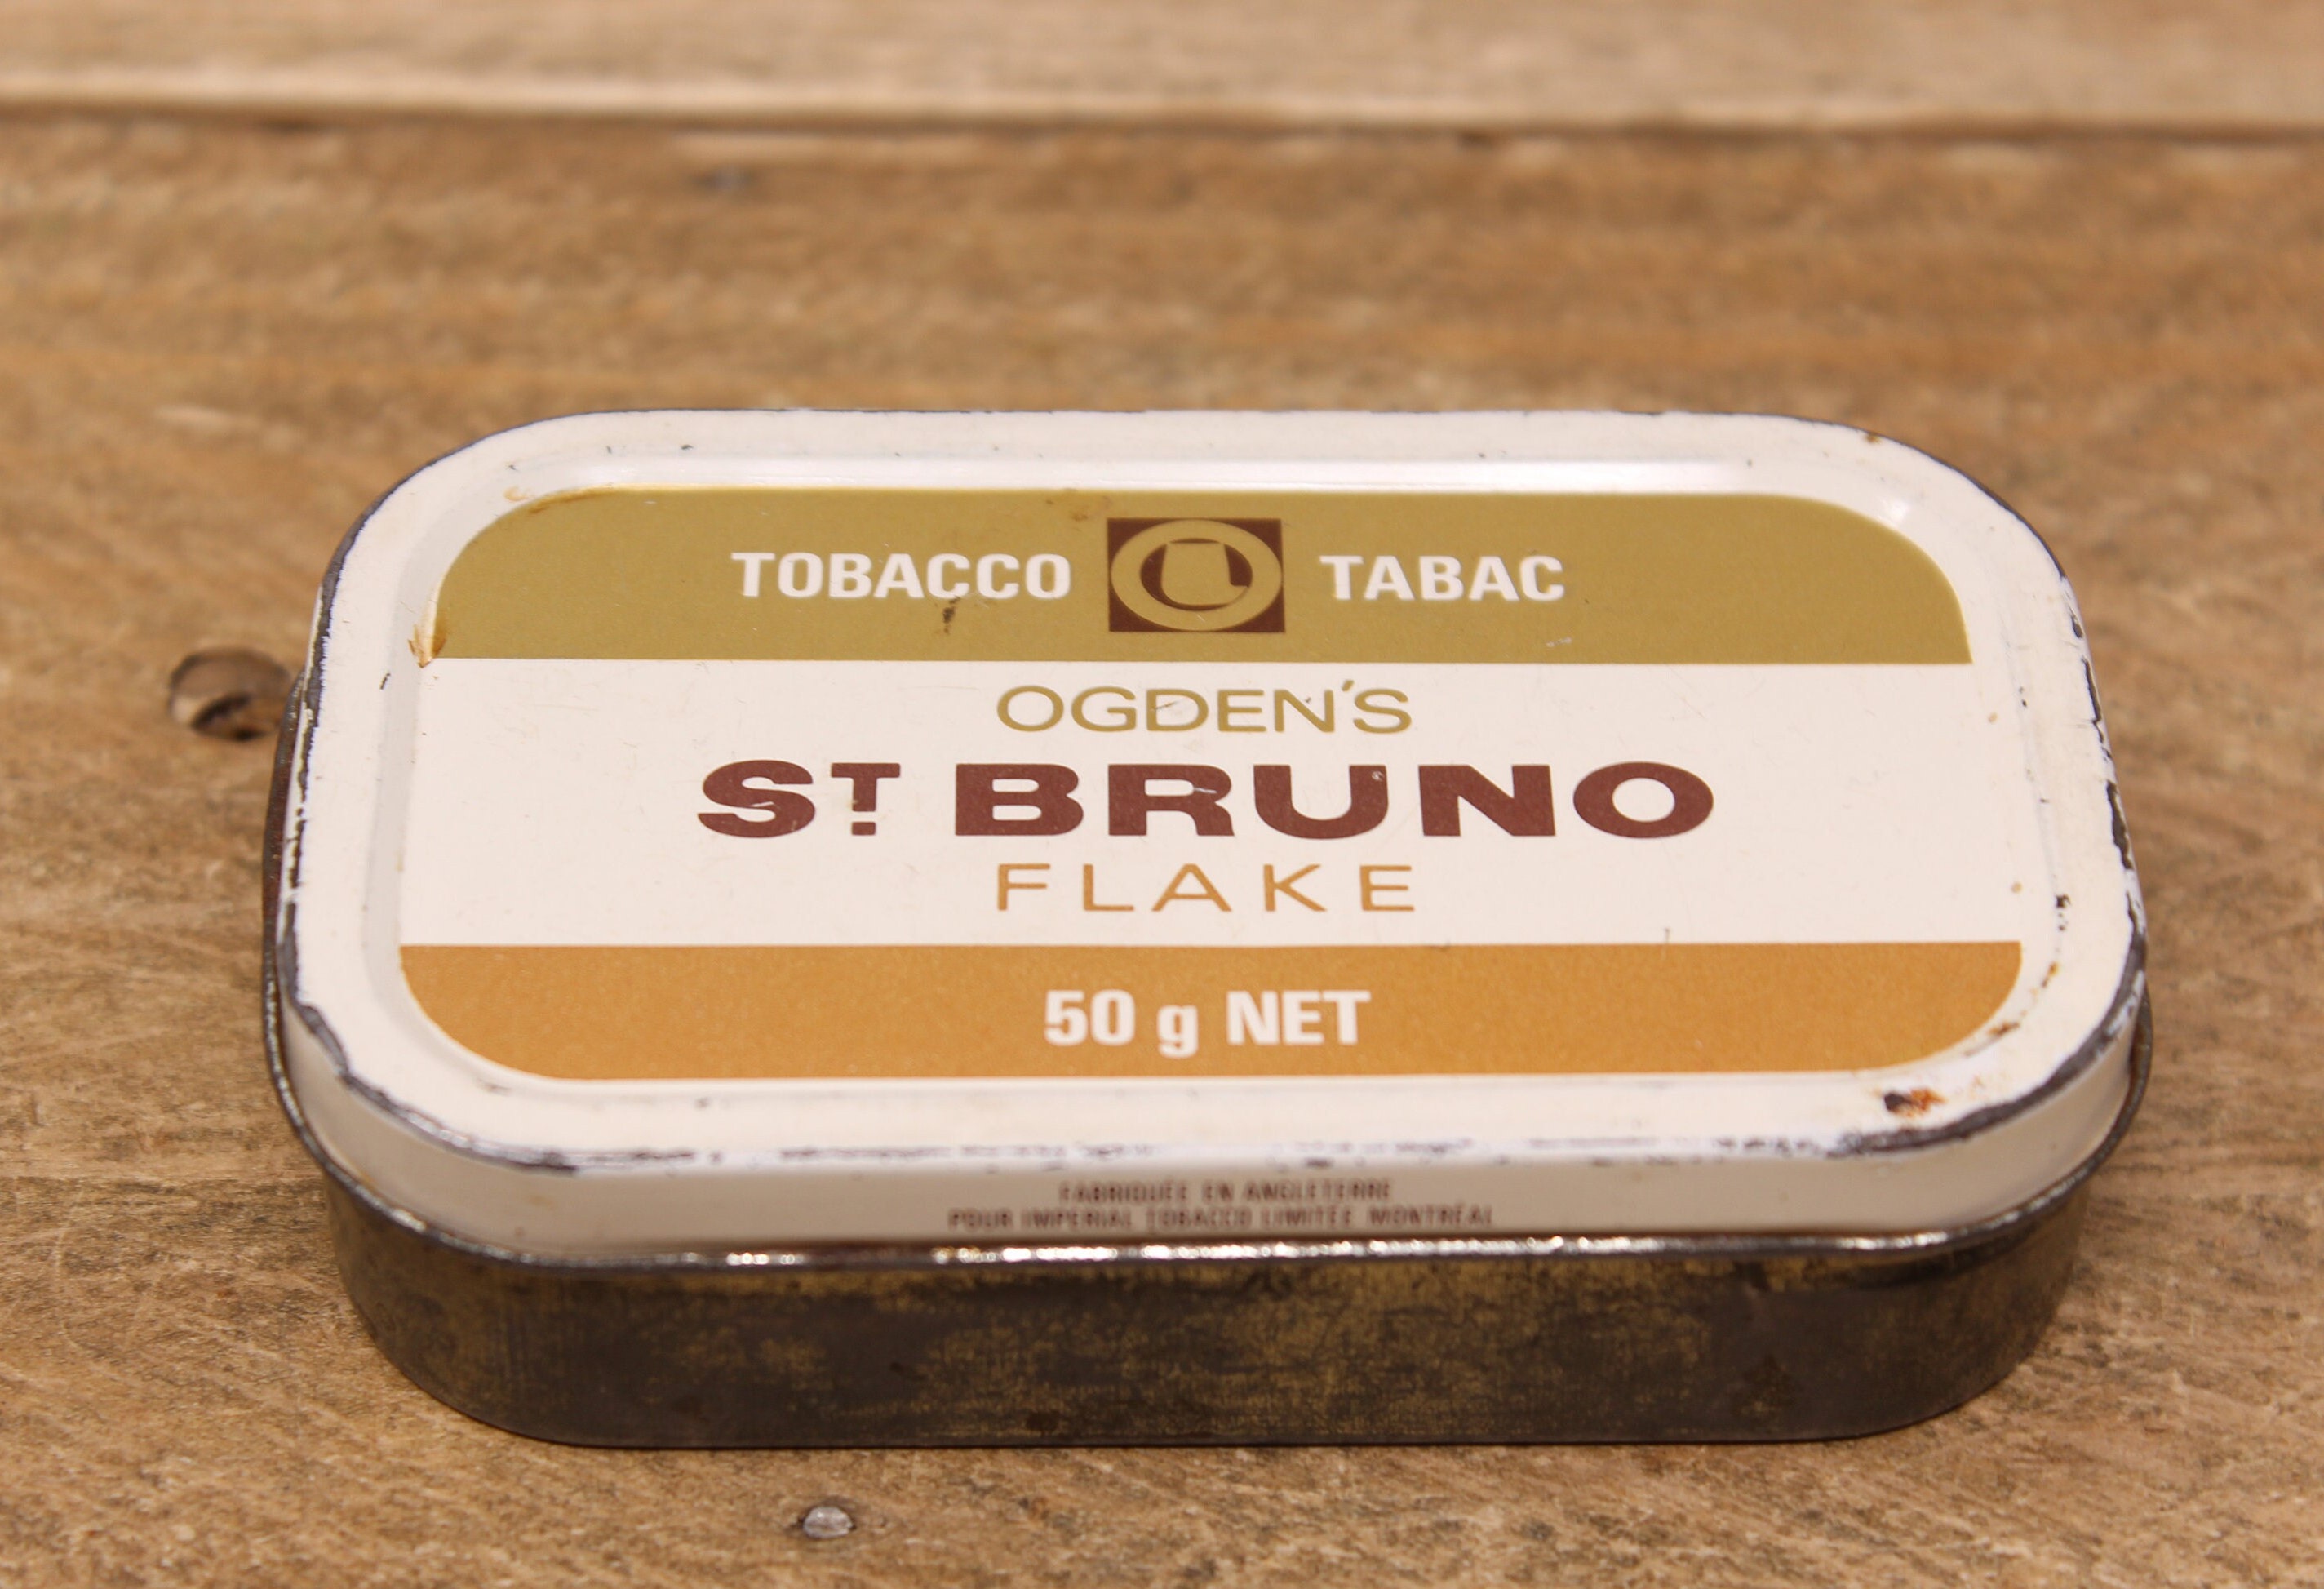 TOBACCO TABAC
OGDEN'S
ST. BRUNO
FLAKE
50 g NET
FABRIQUÉE EN ANGLETERRE
POUR IMPERIAL TOBACCO LIMITÉE MONTRÉAL